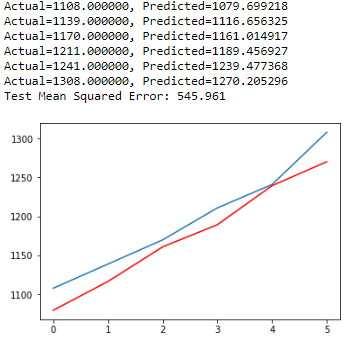 Actual=1108.000000, Predicted=1079.699218
Actual=1139.000000, Predicted=1116.656325
Actual=1170.000000, Predicted=1161.014917
Actual=1211.000000, Predicted=1189.456927
Actual=1241.000000, Predicted=1239.477368
Actual=1308.000000, Predicted=1270.205296
Test Mean Squared Error: 545.961
1300
1250
1200
1150
1100
0 1 2 3 4 5